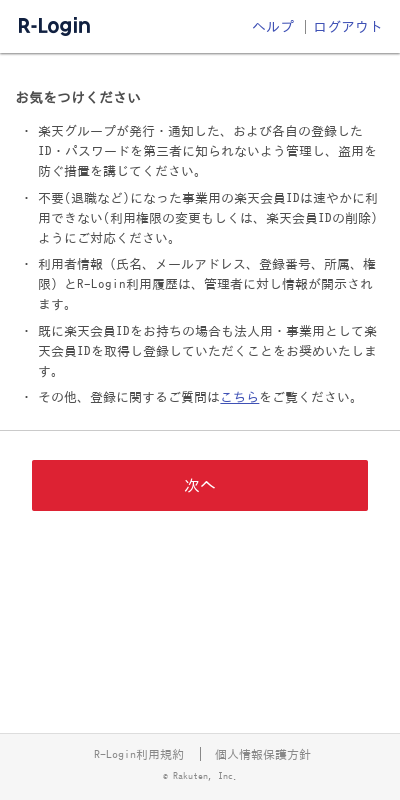 R-Login
ヘルプ | ログアウト
お気をつけください
・ 楽天グループが発行・通知した、および各自の登録した
ID・パスワードを第三者に知られないよう管理し、盗用を
防ぐ措置を講じてください。
・ 不要(退職など)になった事業用の楽天会員IDは速やかに利
用できない(利用権限の変更もしくは、楽天会員IDの削除)
ようにご対応ください。
・ 利用者情報（氏名、メールアドレス、登録番号、所属、権
限）とR-Login利用履歴は、管理者に対し情報が開示され
ます。
・ 既に楽天会員IDをお持ちの場合も法人用・事業用として楽
天会員IDを取得し登録していただくことをお奨めいたしま
す。
・ その他、登録に関するご質問はこちらをご覧ください。
次へ
R-Login利用規約 | 個人情報保護方針
© Rakuten, Inc.